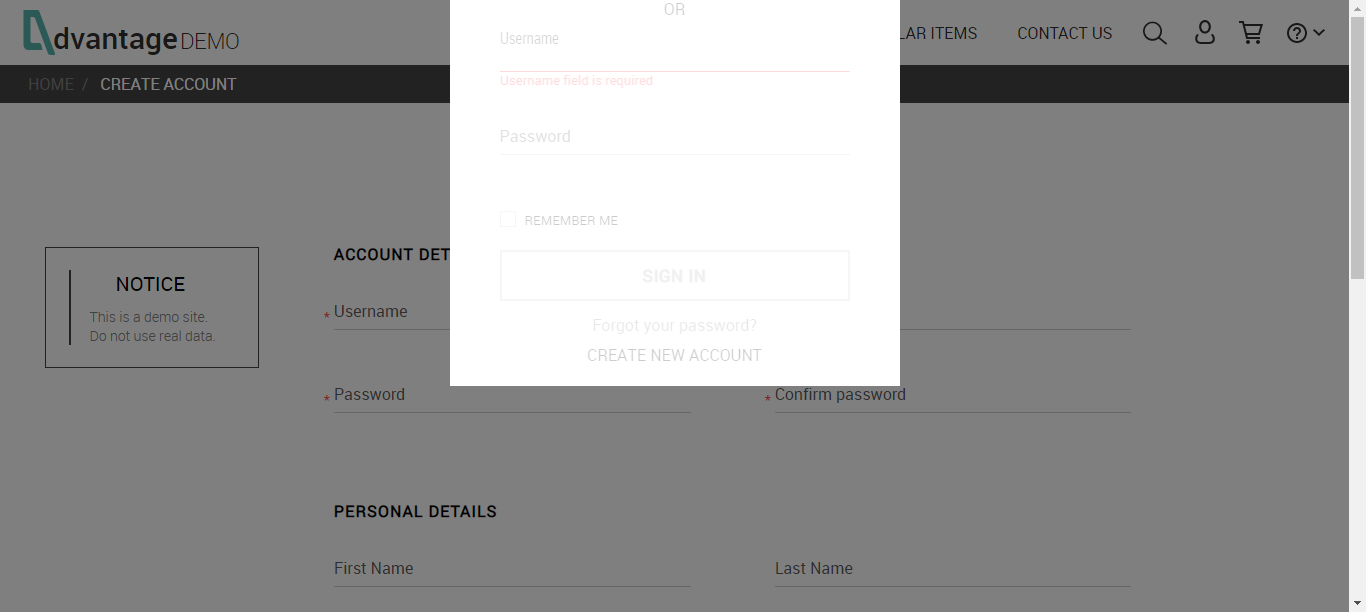 dvantage DEMO
OR
LAR ITEMS
CONTACT US
HOME / CREATE ACCOUNT
Username
Username field is required
Password
REMEMBER ME
SIGN IN
Forgot your password?
CREATE NEW ACCOUNT
NOTICE
This is a demo site.
Do not use real data.
ACCOUNT DET
* Username
* Password
* Confirm password
PERSONAL DETAILS
First Name
Last Name